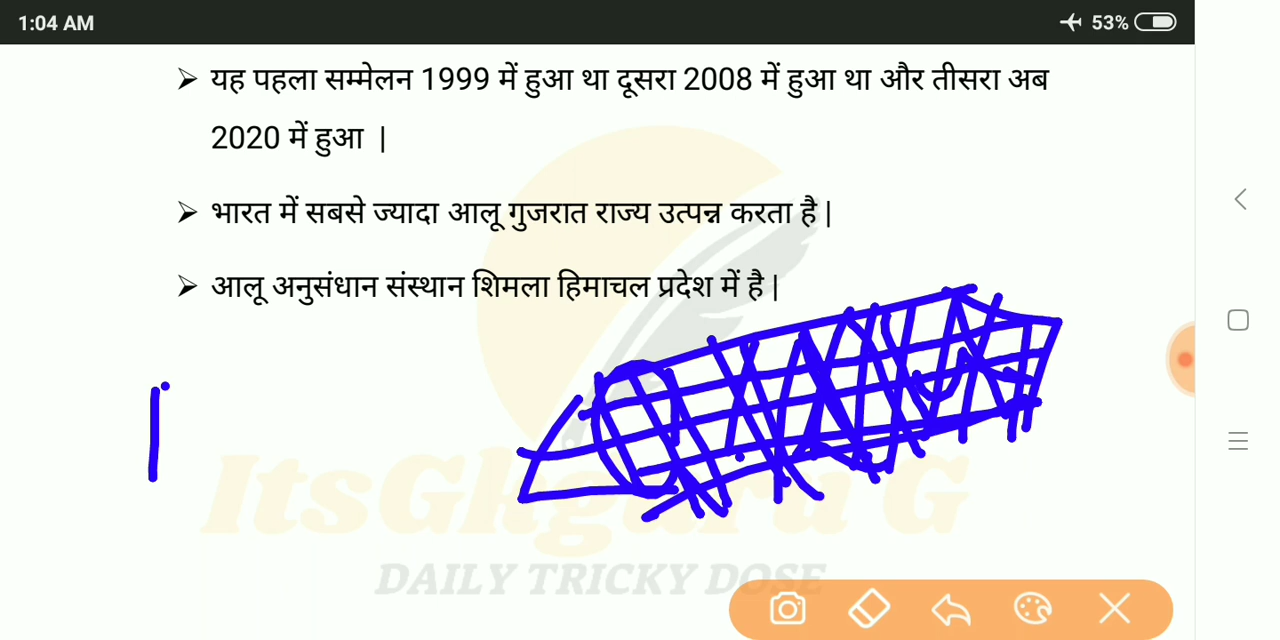 1:04 AM 53%
➢ यह पहला सम्मेलन 1999 में हुआ था दूसरा 2008 में हुआ था और तीसरा अब
2020 में हुआ |
➢ भारत में सबसे ज्यादा आलू गुजरात राज्य उत्पन्न करता है |
➢ आलू अनुसंधान संस्थान शिमला हिमाचल प्रदेश में है |
ItsGkguru G
DAILY TRICKY DOSE